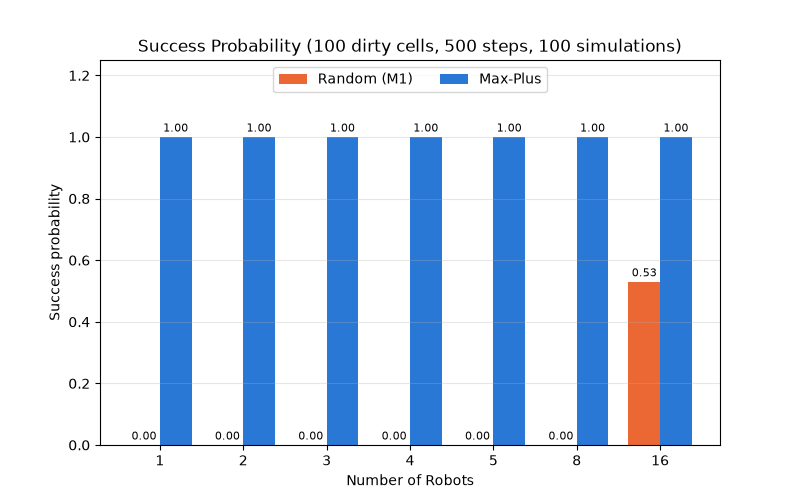 Success Probability (100 dirty cells, 500 steps, 100 simulations)
Random (M1)
Max-Plus
Success probability
1.2
1.0
0.8
0.6
0.4
0.2
0.0
0.00 1.00
0.00 1.00
0.00 1.00
0.00 1.00
0.00 1.00
0.00 1.00
0.53 1.00
1 2 3 4 5 8 16
Number of Robots